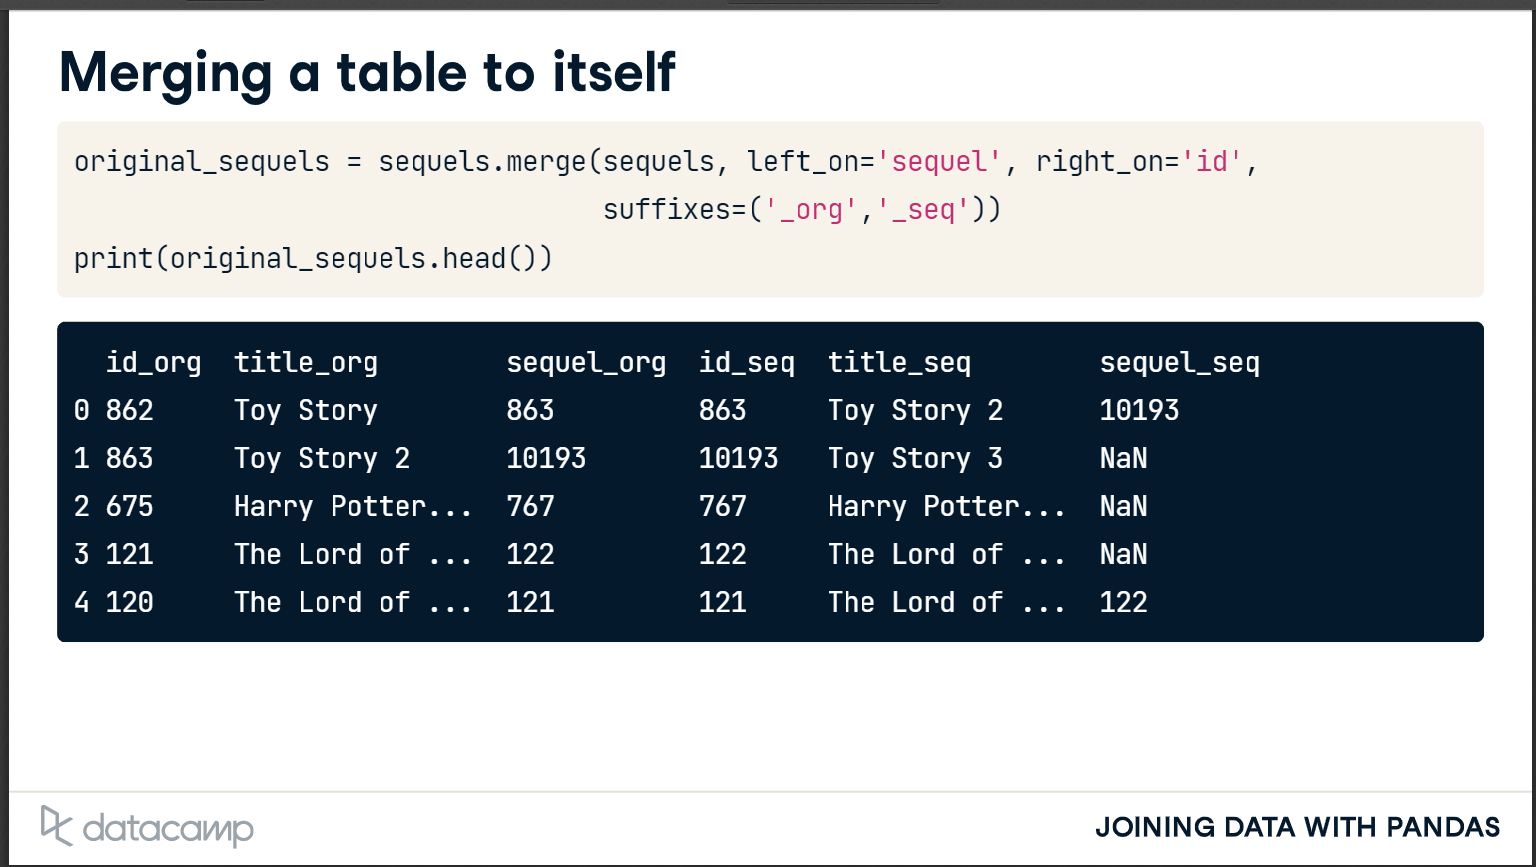 Merging a table to itself
original_sequels = sequels.merge(sequels, left_on='sequel', right_on='id',
suffixes=('_org','_seq'))
print(original_sequels.head())
id_org title_org sequel_org id_seq title_seq sequel_seq
0 862 Toy Story 863 863 Toy Story 2 10193
1 863 Toy Story 2 10193 10193 Toy Story 3 NaN
2 675 Harry Potter... 767 767 Harry Potter... NaN
3 121 The Lord of ... 122 122 The Lord of ... NaN
4 120 The Lord of ... 121 121 The Lord of ... 122
datacamp
JOINING DATA WITH PANDAS